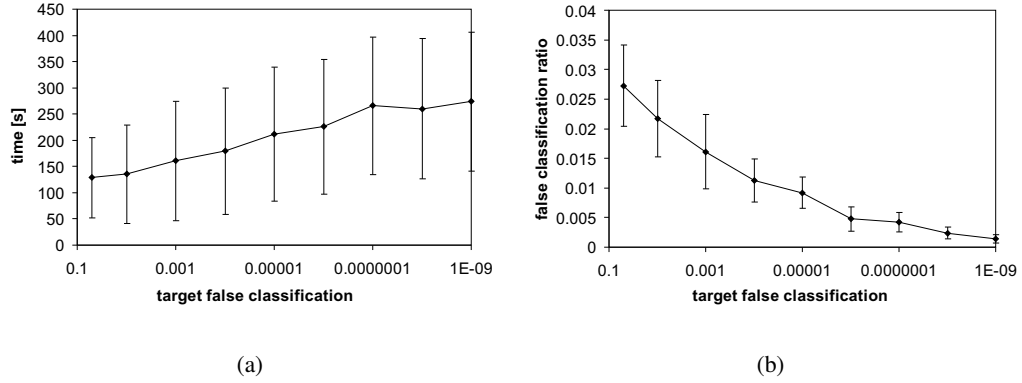 450
400
350
300
250
200
150
100
50
0
time [s]
0.1 0.001 0.00001 0.0000001 1E-09
target false classification
(a)
0.04
0.035
0.03
0.025
0.02
0.015
0.01
0.005
0
false classification ratio
0.1 0.001 0.00001 0.0000001 1E-09
target false classification
(b)